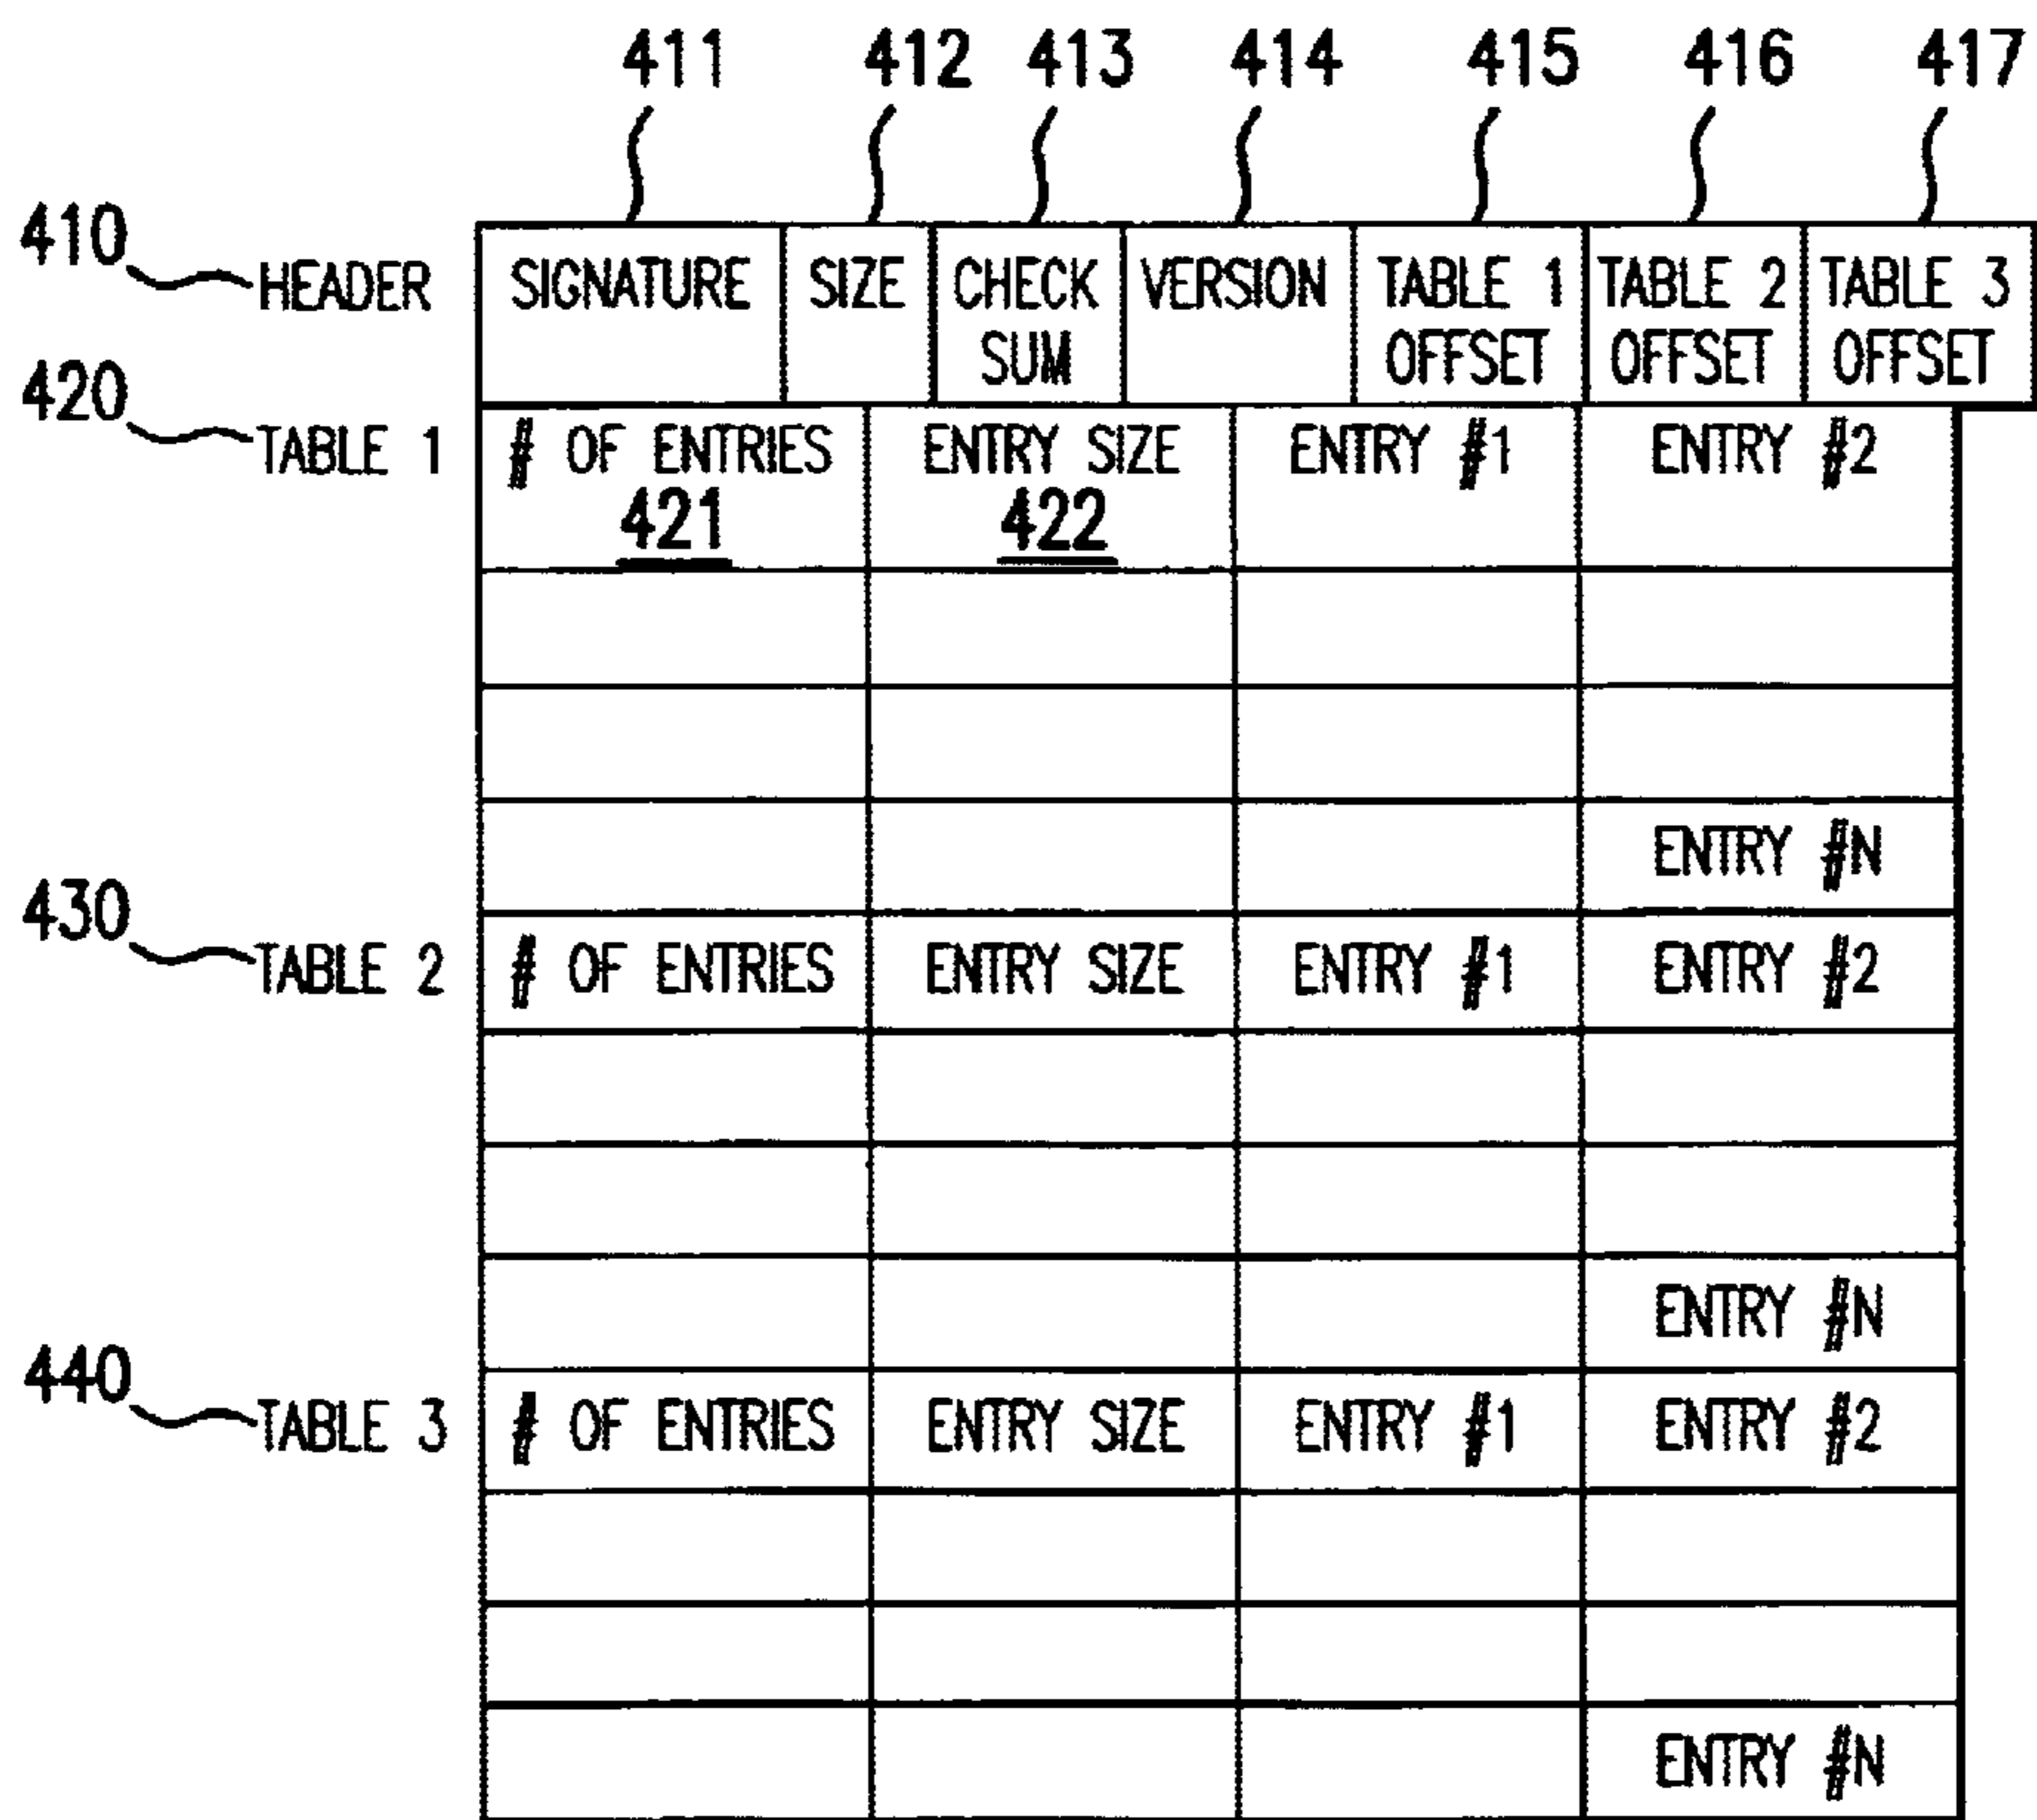 411 412 413 414 415 416 417
410 HEADER SIGNATURE SIZE CHECK SUM VERSION TABLE 1 OFFSET TABLE 2 OFFSET TABLE 3 OFFSET
420 TABLE 1 # OF ENTRIES 421 ENTRY SIZE 422 ENTRY #1 ENTRY #2
ENTRY #N
430 TABLE 2 # OF ENTRIES ENTRY SIZE ENTRY #1 ENTRY #2
ENTRY #N
440 TABLE 3 # OF ENTRIES ENTRY SIZE ENTRY #1 ENTRY #2
ENTRY #N